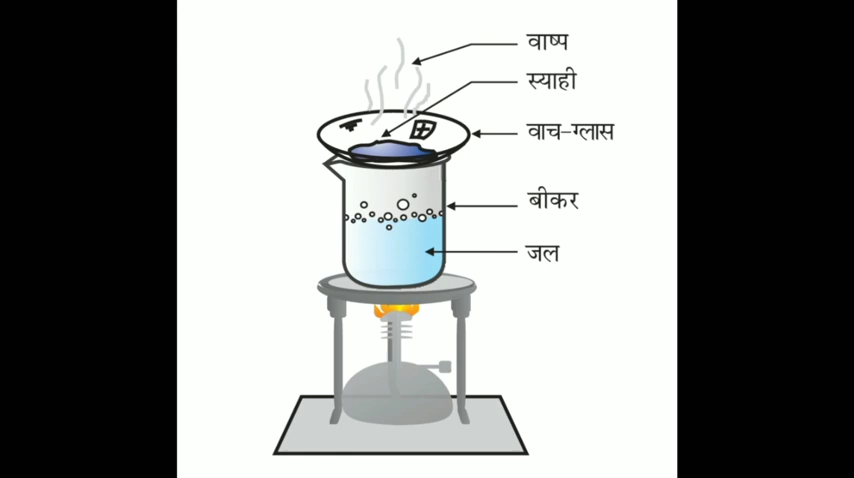 वाष्प
स्याही
वाच-ग्लास
बीकर
जल